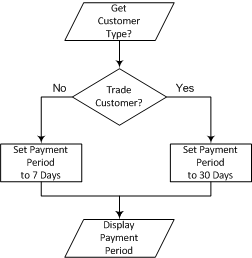 Get
Customer
Type?
No
Trade
Customer?
Yes
Set Payment
Period
to 7 Days
Set Payment
Period
to 30 Days
Display
Payment
Period